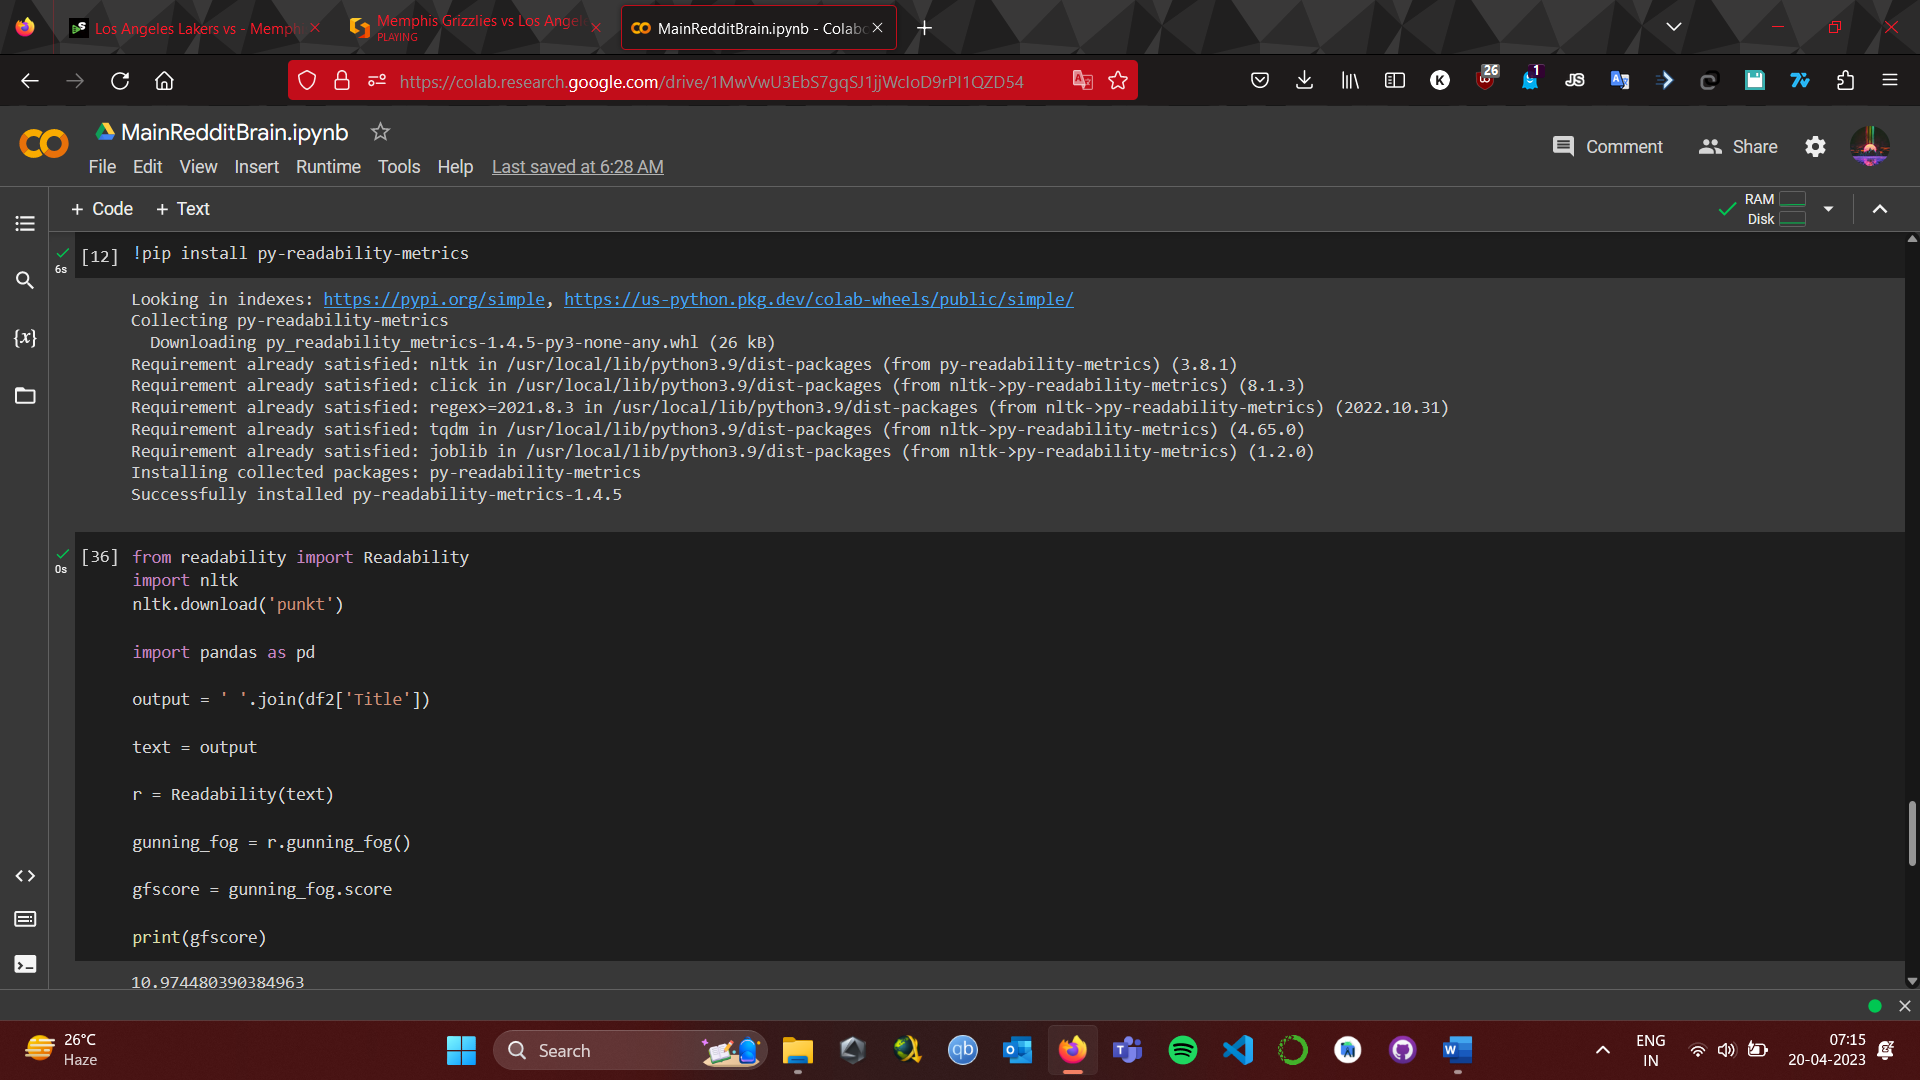 Los Angeles Lakers vs - Memph
Memphis Grizzlies vs Los Angele
PLAYING
MainRedditBrain.ipynb - Colabo
https://colab.research.google.com/drive/1MwVwU3EbS7gqSJ1jjWcIoD9rPI1QZD54
26
1
K
JS
MainRedditBrain.ipynb
Comment
Share
File Edit View Insert Runtime Tools Help Last saved at 6:28 AM
+ Code + Text
RAM
Disk
[12] !pip install py-readability-metrics
6s
Looking in indexes: https://pypi.org/simple, https://us-python.pkg.dev/colab-wheels/public/simple/
Collecting py-readability-metrics
Downloading py_readability_metrics-1.4.5-py3-none-any.whl (26 kB)
Requirement already satisfied: nltk in /usr/local/lib/python3.9/dist-packages (from py-readability-metrics) (3.8.1)
Requirement already satisfied: click in /usr/local/lib/python3.9/dist-packages (from nltk->py-readability-metrics) (8.1.3)
Requirement already satisfied: regex>=2021.8.3 in /usr/local/lib/python3.9/dist-packages (from nltk->py-readability-metrics) (2022.10.31)
Requirement already satisfied: tqdm in /usr/local/lib/python3.9/dist-packages (from nltk->py-readability-metrics) (4.65.0)
Requirement already satisfied: joblib in /usr/local/lib/python3.9/dist-packages (from nltk->py-readability-metrics) (1.2.0)
Installing collected packages: py-readability-metrics
Successfully installed py-readability-metrics-1.4.5
[36] from readability import Readability
0s
import nltk
nltk.download('punkt')
import pandas as pd
output = ' '.join(df2['Title'])
text = output
r = Readability(text)
gunning_fog = r.gunning_fog()
gfscore = gunning_fog.score
print(gfscore)
10.974480390384963
26°C
Haze
Search
qb
ENG
IN
07:15
20-04-2023